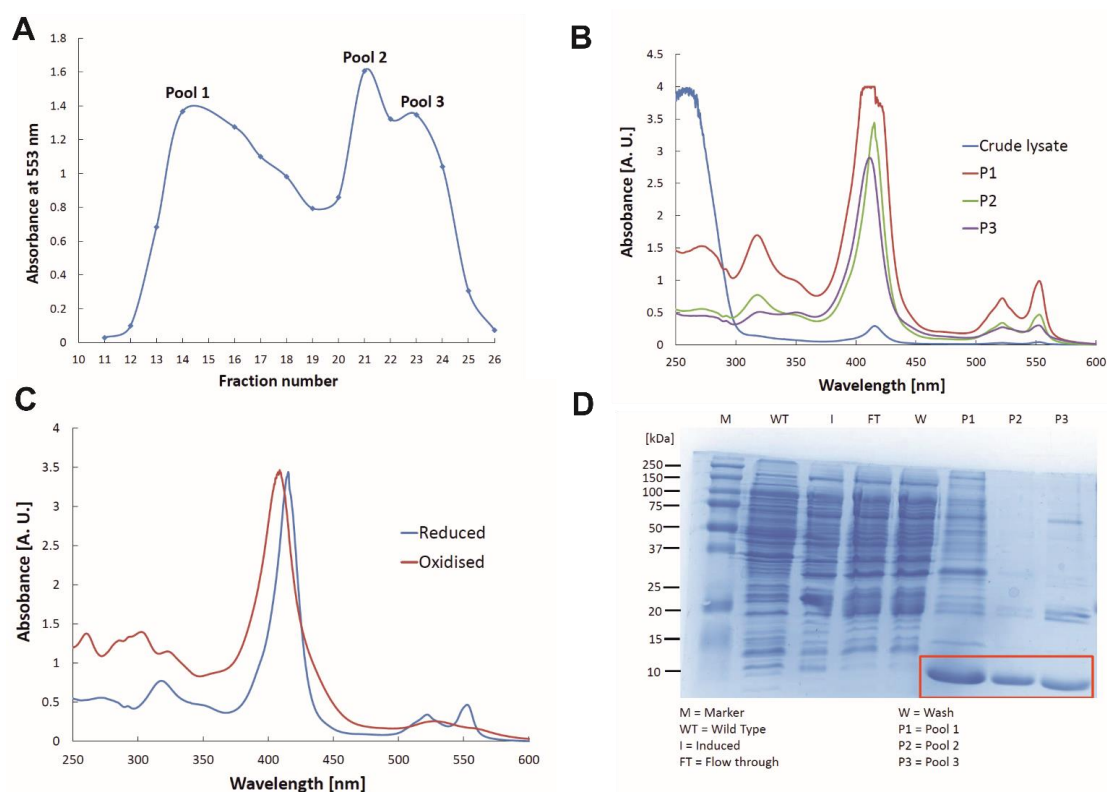 A
Absorbance at 553 nm
1.8
1.6
1.4
1.2
1
0.8
0.6
0.4
0.2
0
Pool 1
Pool 2
Pool 3
10 11 12 13 14 15 16 17 18 19 20 21 22 23 24 25 26
Fraction number
B
Absobance [A. U.]
4.5
4
3.5
3
2.5
2
1.5
1
0.5
0
Crude lysate
P1
P2
P3
250 300 350 400 450 500 550 600
Wavelength [nm]
C
Absobance [A. U.]
4
3.5
3
2.5
2
1.5
1
0.5
0
Reduced
Oxidised
250 300 350 400 450 500 550 600
Wavelength [nm]
D
M WT I FT W P1 P2 P3
[kDa]
250
150
100
75
50
37
25
20
15
10
M = Marker
WT = Wild Type
I = Induced
FT = Flow through
W = Wash
P1 = Pool 1
P2 = Pool 2
P3 = Pool 3